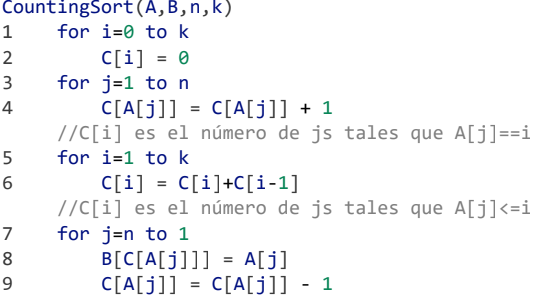 CountingSort(A,B,n,k)
1 for i=0 to k
2 C[i] = 0
3 for j=1 to n
4 C[A[j]] = C[A[j]] + 1
//C[i] es el número de js tales que A[j]==i
5 for i=1 to k
6 C[i] = C[i]+C[i-1]
//C[i] es el número de js tales que A[j]<=i
7 for j=n to 1
8 B[C[A[j]]] = A[j]
9 C[A[j]] = C[A[j]] - 1